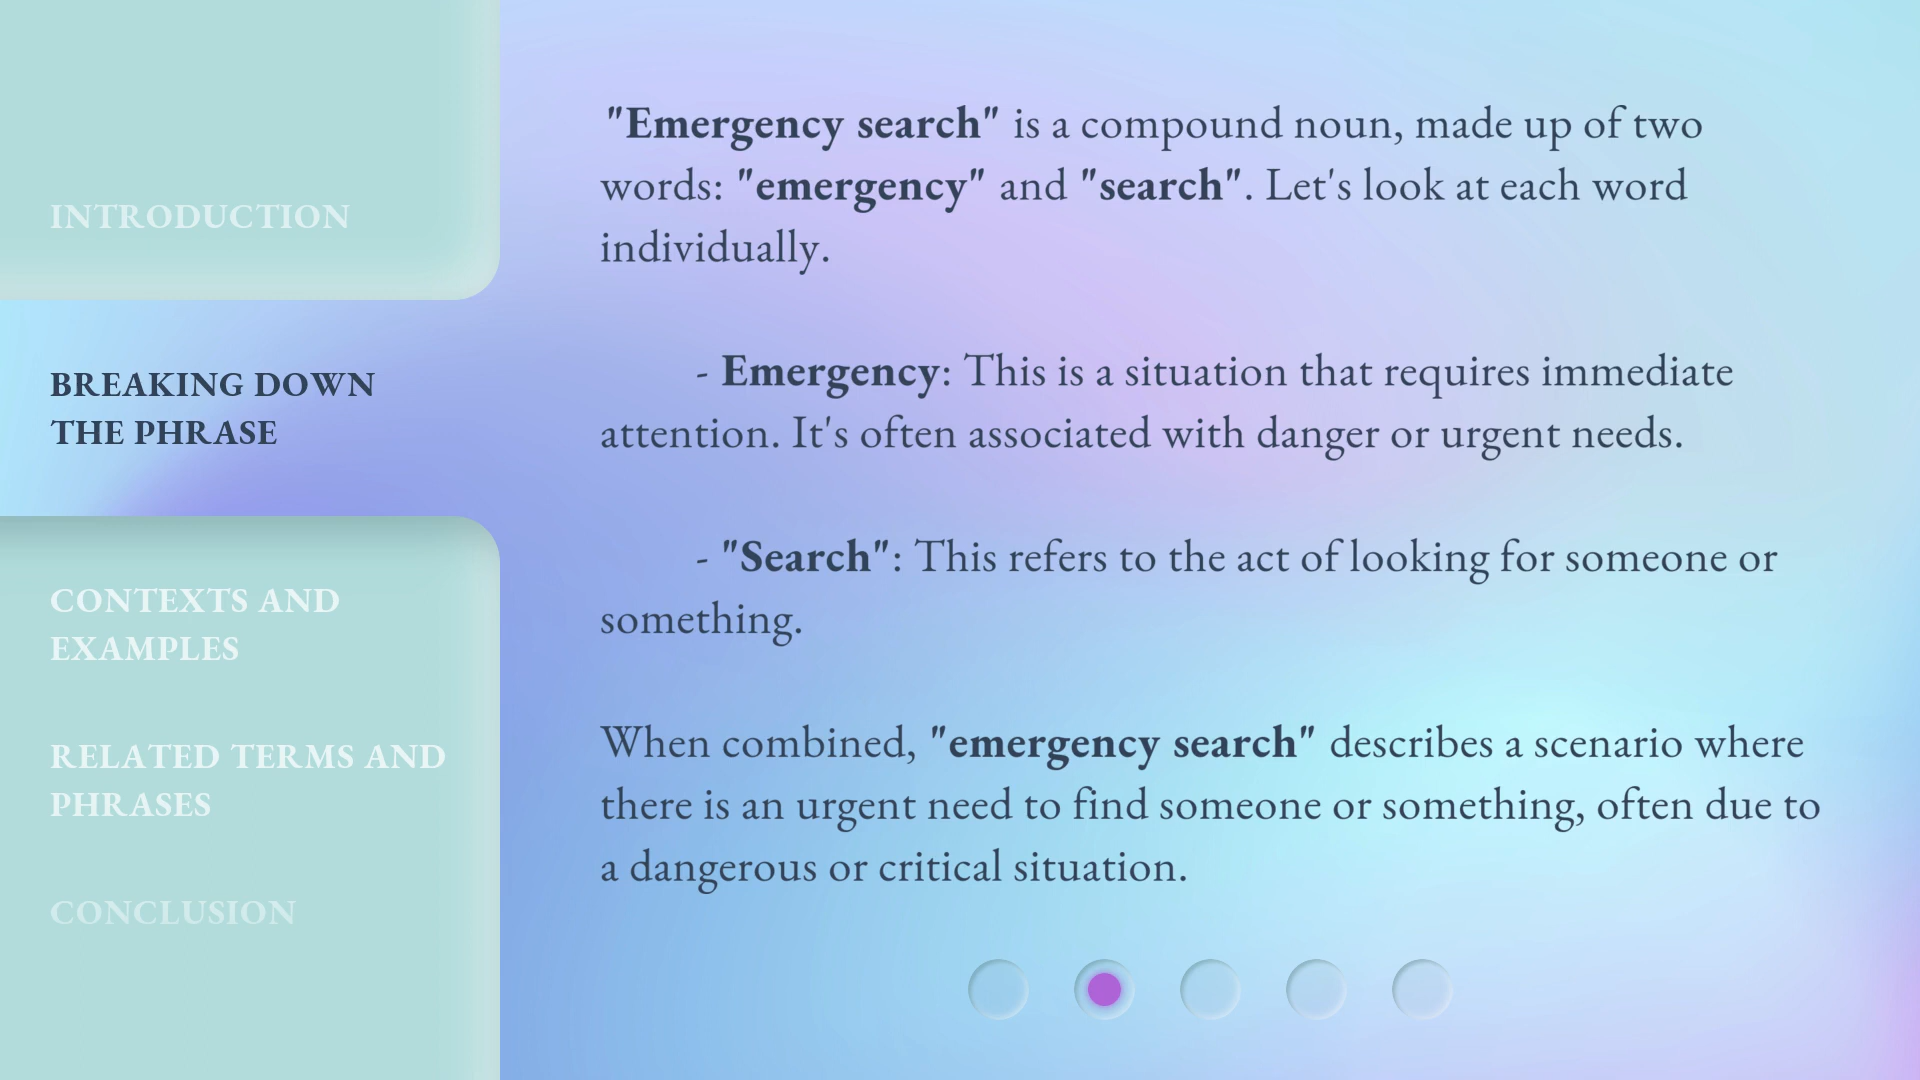 INTRODUCTION
BREAKING DOWN
THE PHRASE
CONTEXTS AND
EXAMPLES
RELATED TERMS AND
PHRASES
CONCLUSION
"Emergency search" is a compound noun, made up of two
words: "emergency" and "search". Let's look at each word
individually.
- Emergency: This is a situation that requires immediate
attention. It's often associated with danger or urgent needs.
- "Search": This refers to the act of looking for someone or
something.
When combined, "emergency search" describes a scenario where
there is an urgent need to find someone or something, often due to
a dangerous or critical situation.